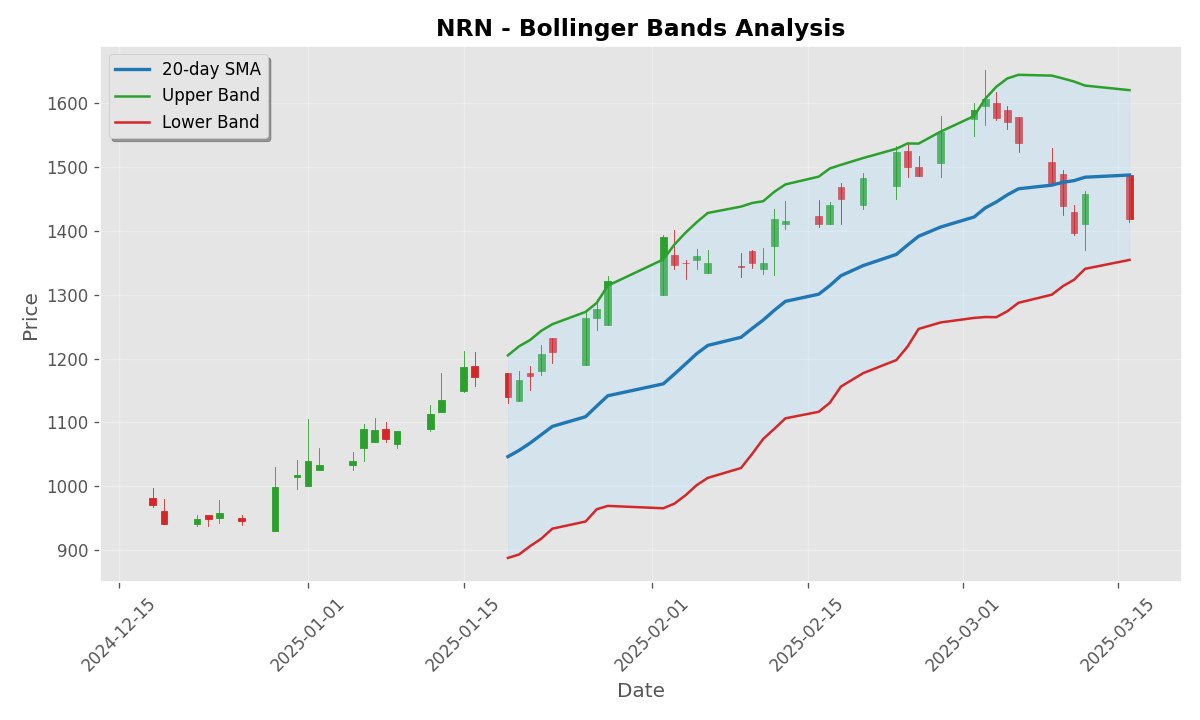 NRN - Bollinger Bands Analysis
20-day SMA
Upper Band
Lower Band
Price
1600
1500
1400
1300
1200
1100
1000
900
2024-12-15
2025-01-01
2025-01-15
2025-02-01
2025-02-15
2025-03-01
2025-03-15
Date